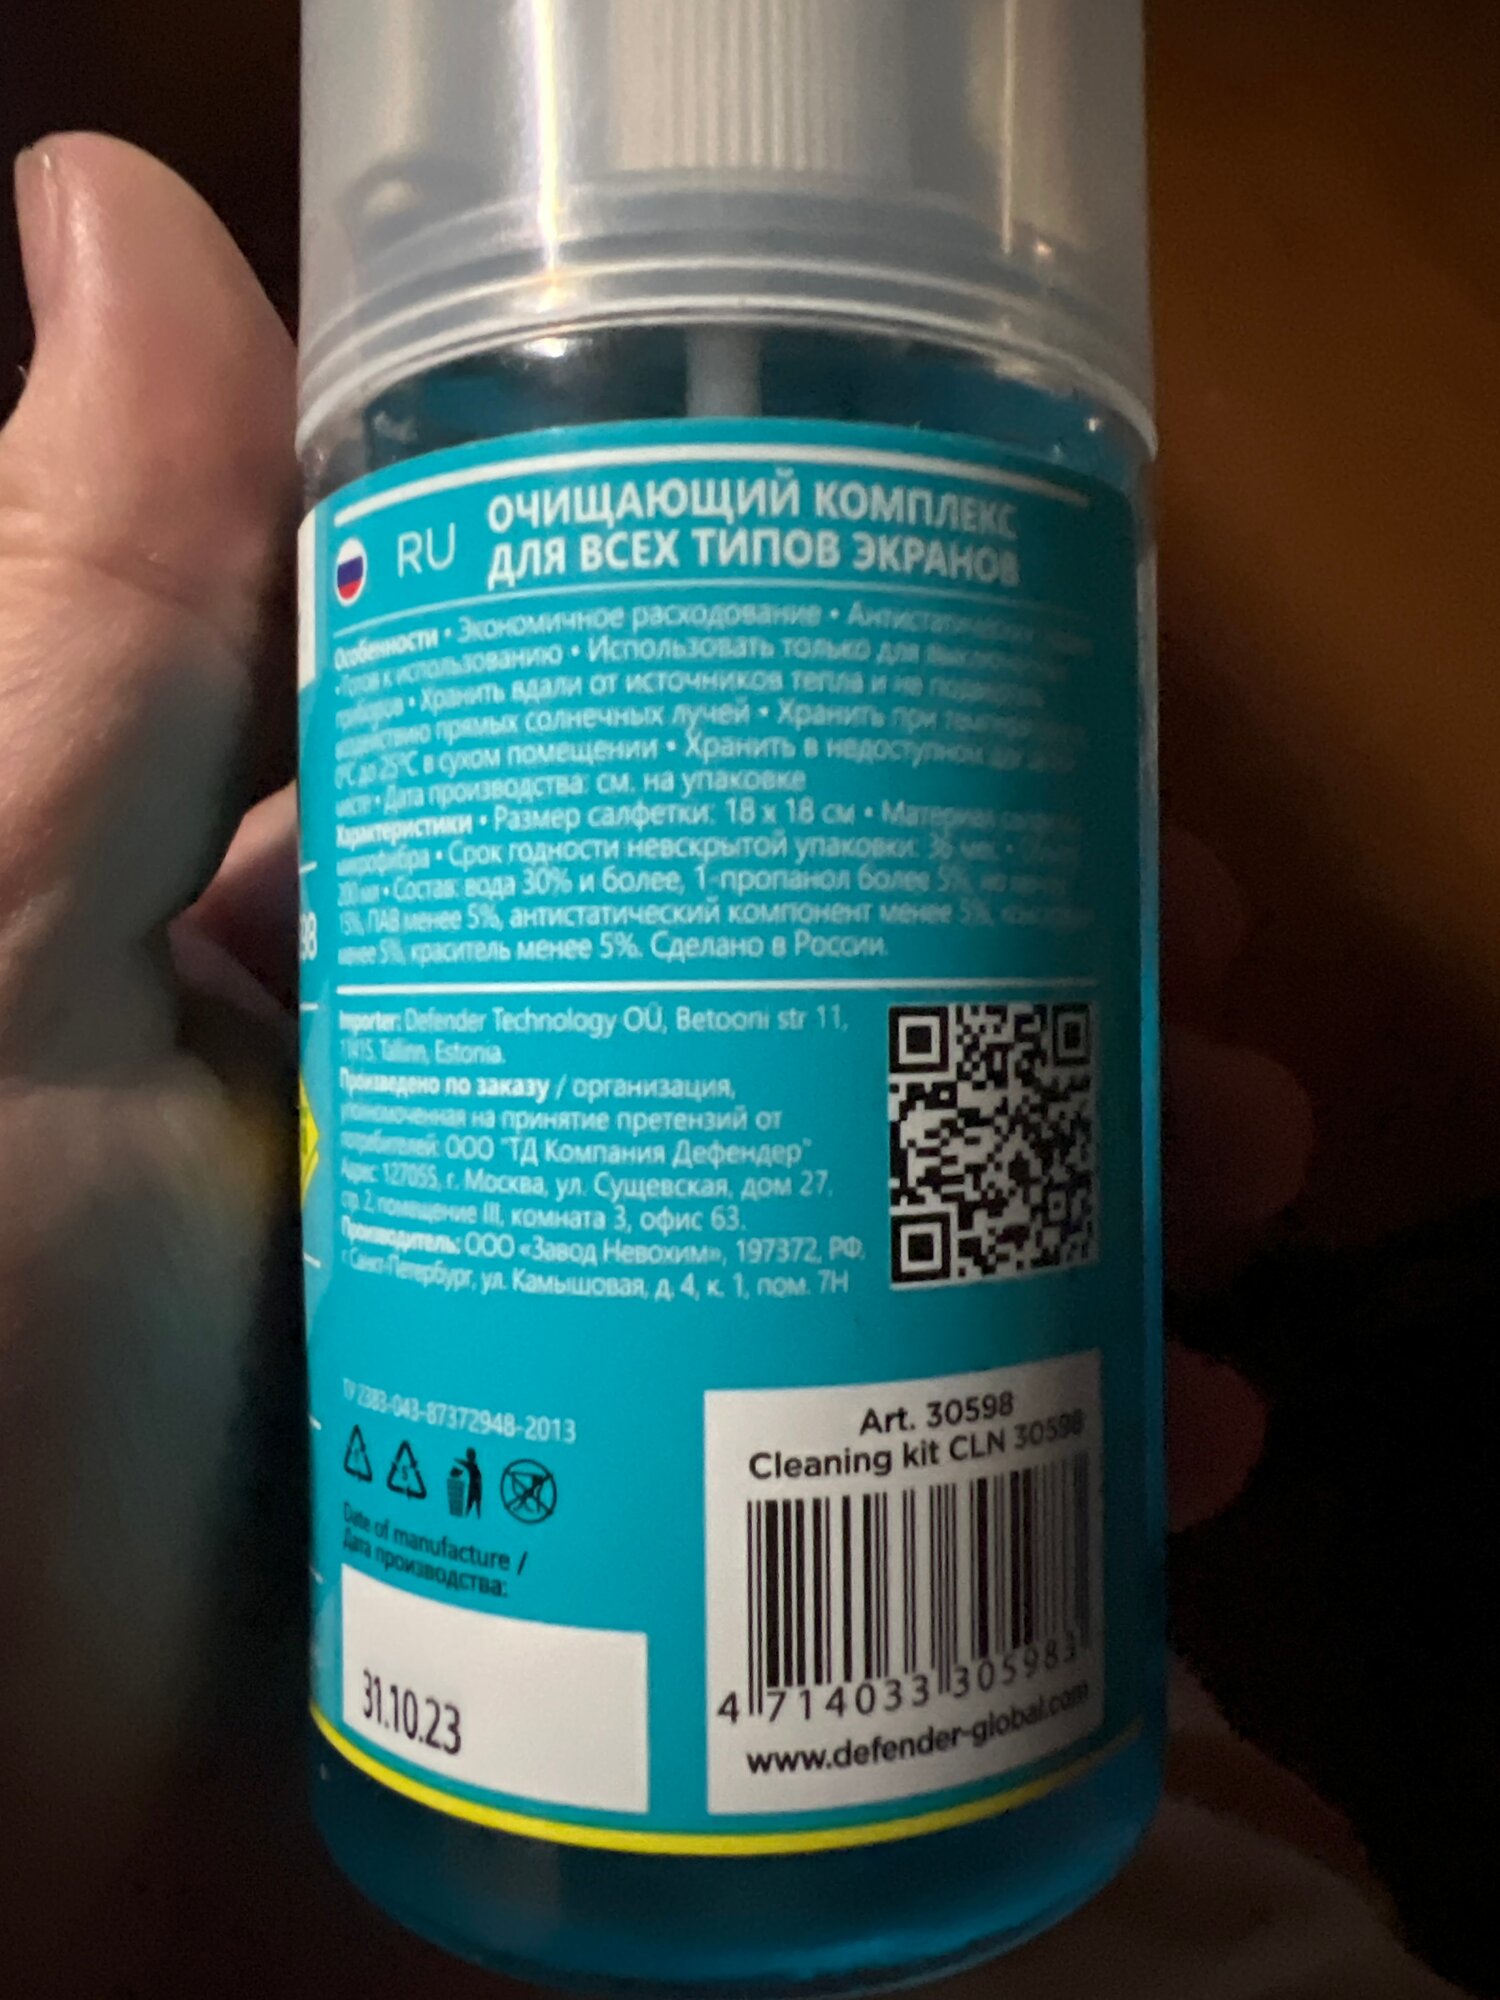 RU
ОЧИЩАЮЩИЙ КОМПЛЕКС
ДЛЯ ВСЕХ ТИПОВ ЭКРАНОВ
Особенности • Экономичное расходование •
• Готов к использованию • Использовать только для
приборов • Хранить вдали от источников тепла и не
воздействию прямых солнечных лучей • Хранить при
0°C до 25°C в сухом помещении • Хранить в недоступном для
месте • Дата производства: см. на упаковке
Характеристики • Размер салфетки: 18 x 18 см • Материал
микрофибра • Срок годности невскрытой упаковки: 36 мес. •
200 мл • Состав: вода 30% и более, 1-пропанол более 5%, но менее
15%, ПАВ менее 5%, антистатический компонент менее 5%,
менее 5%, краситель менее 5%. Сделано в России.
98
Importer: Defender Technology OÜ, Betooni str 11,
11415, Tallinn, Estonia.
Произведено по заказу / организация,
уполномоченная на принятие претензий от
потребителей: ООО "ТД Компания Дефендер"
Адрес: 127055, г. Москва, ул. Сущевская, дом 27,
стр. 2, помещение III, комната 3, офис 63.
Производитель: ООО «Завод Невохим», 197372, РФ,
г. Санкт-Петербург, ул. Камышовая, д. 4, к. 1, пом. 7Н
ТУ 2383-043-87372948-2013
Date of manufacture /
Дата производства:
31.10.23
Art. 30598
Cleaning kit CLN 30598
4 714033 305983
www.defender-global.com